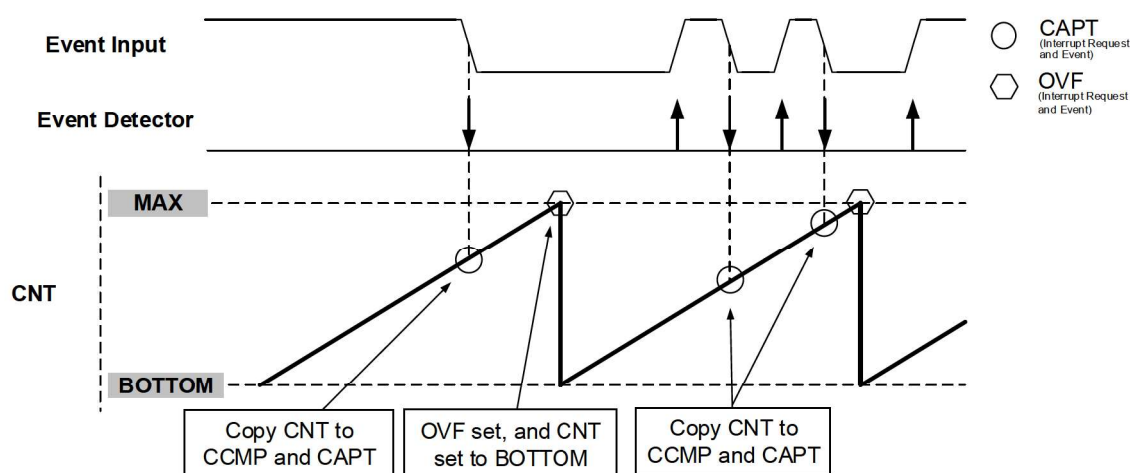 Event Input
CAPT
(Interrupt Request
and Event)
OVF
(Interrupt Request
and Event)
Event Detector
MAX
CNT
BOTTOM
Copy CNT to
CCMP and CAPT
OVF set, and CNT
set to BOTTOM
Copy CNT to
CCMP and CAPT